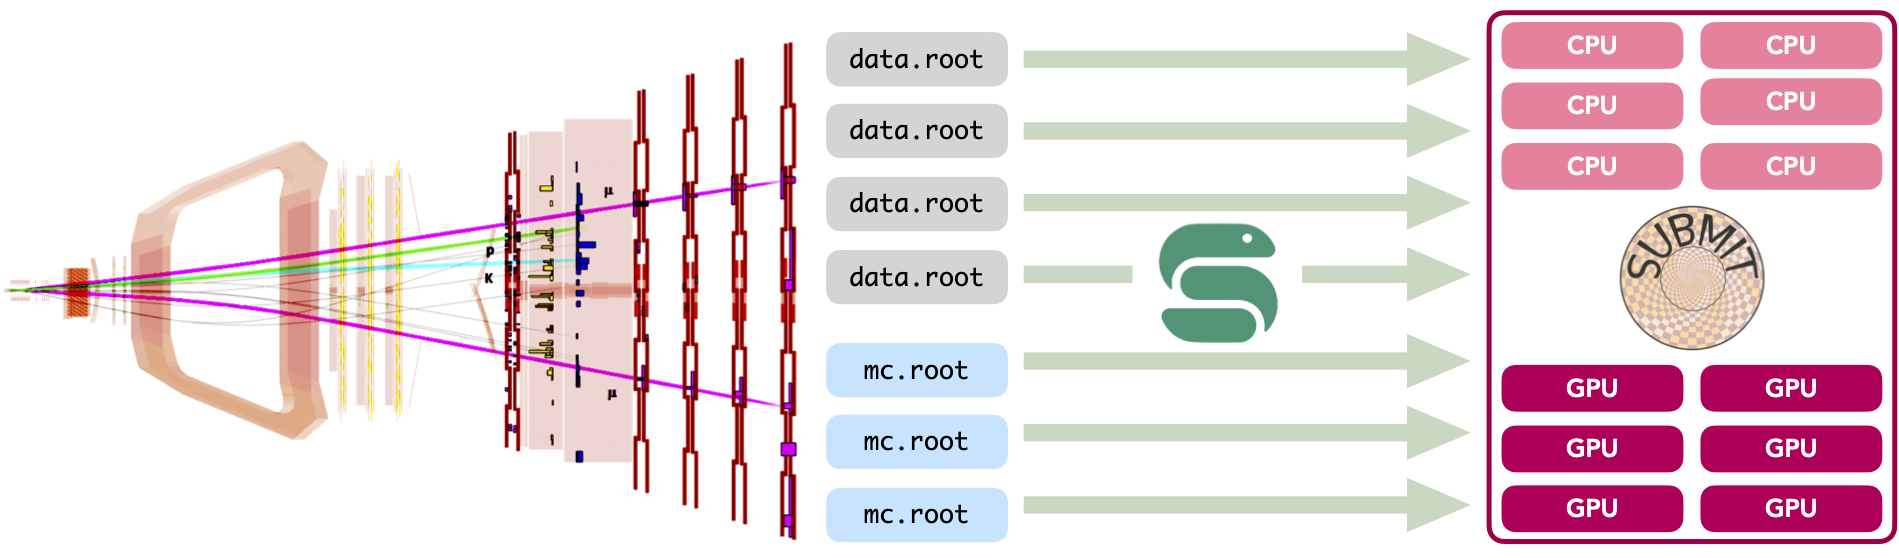 μ
p
K
μ
data.root
data.root
data.root
data.root
mc.root
mc.root
mc.root
CPU CPU
CPU CPU
CPU CPU
SUBMIT
GPU GPU
GPU GPU
GPU GPU